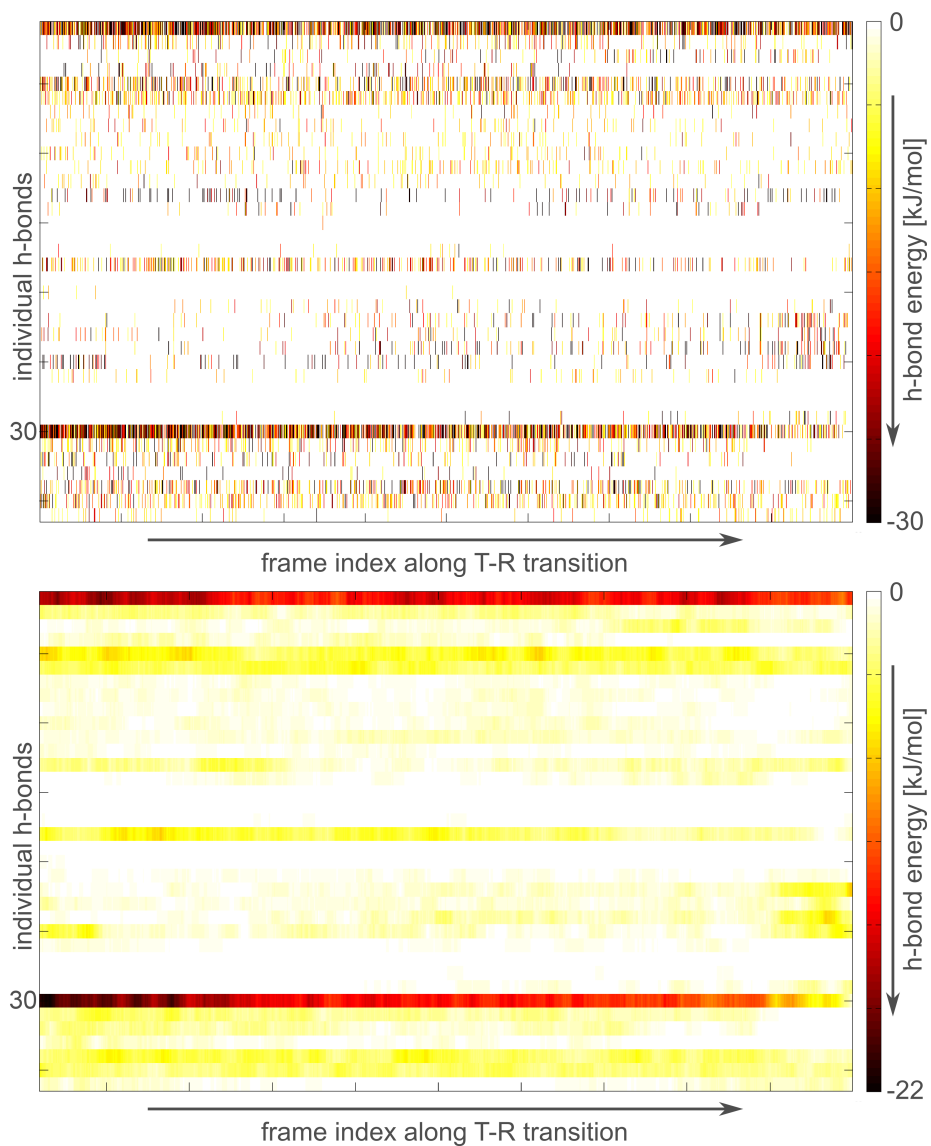 0
individual h-bonds
30
h-bond energy [kJ/mol]
-30
frame index along T-R transition
0
individual h-bonds
30
h-bond energy [kJ/mol]
-22
frame index along T-R transition